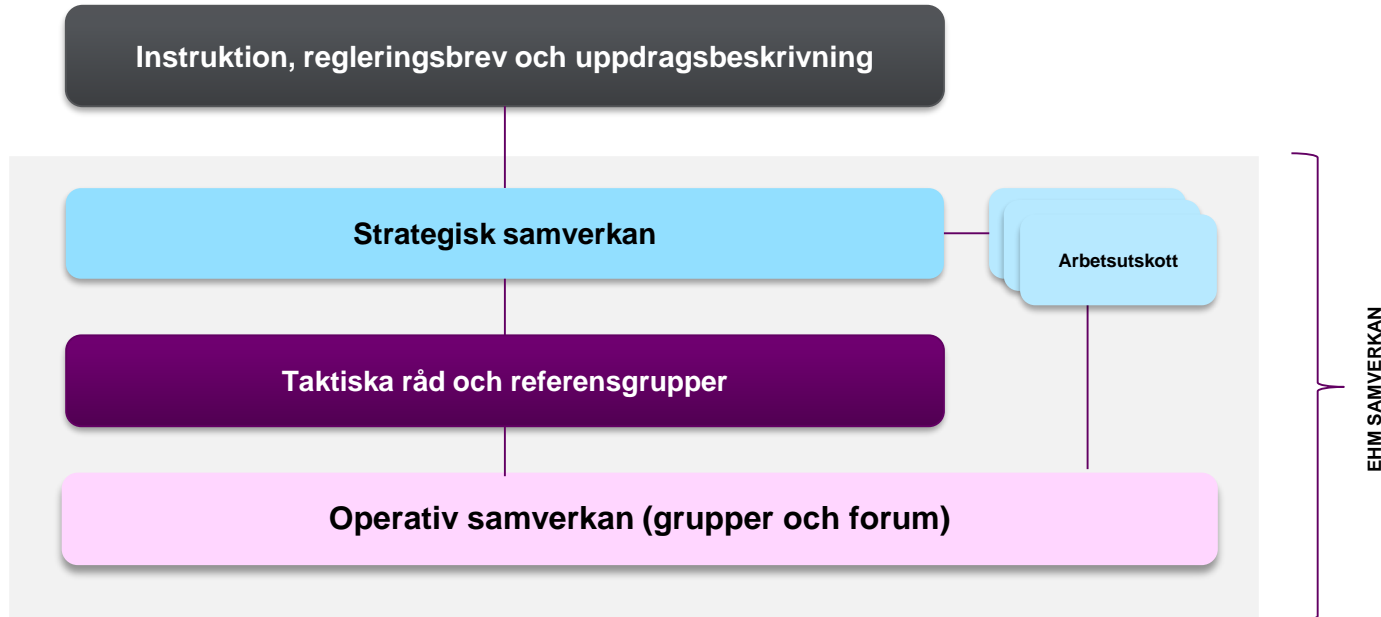 Instruktion, regleringsbrev och uppdragsbeskrivning
Strategisk samverkan
Arbetsutskott
Taktiska råd och referensgrupper
Operativ samverkan (grupper och forum)
EHM SAMVERKAN